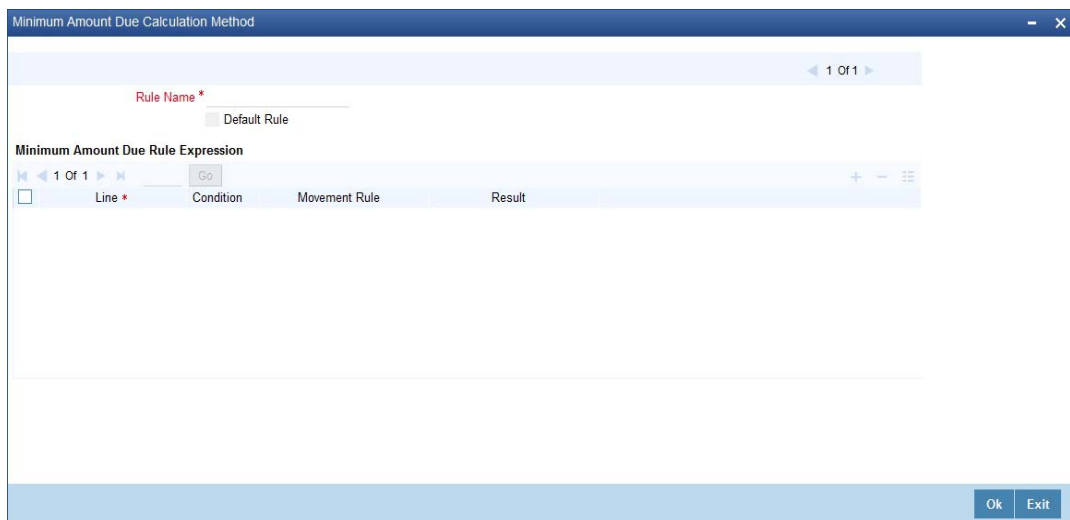 Minimum Amount Due Calculation Method
1 Of 1
Rule Name *
Default Rule
Minimum Amount Due Rule Expression
1 Of 1 Go
Line * Condition Movement Rule Result
Ok Exit